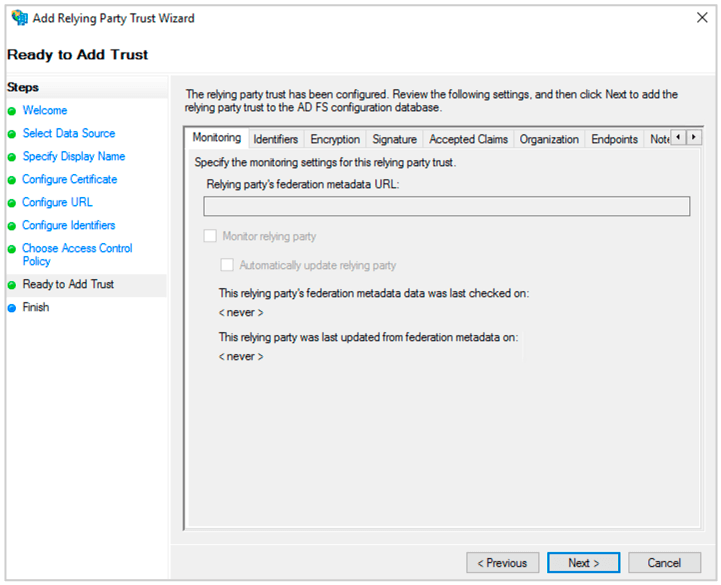 Add Relying Party Trust Wizard
Ready to Add Trust
Steps
Welcome
Select Data Source
Specify Display Name
Configure Certificate
Configure URL
Configure Identifiers
Choose Access Control
Policy
Ready to Add Trust
Finish
The relying party trust has been configured. Review the following settings, and then click Next to add the
relying party trust to the AD FS configuration database.
Monitoring Identifiers Encryption Signature Accepted Claims Organization Endpoints Note
Specify the monitoring settings for this relying party trust.
Relying party's federation metadata URL:
Monitor relying party
Automatically update relying party
This relying party's federation metadata data was last checked on:
< never >
This relying party was last updated from federation metadata on:
< never >
< Previous Next > Cancel